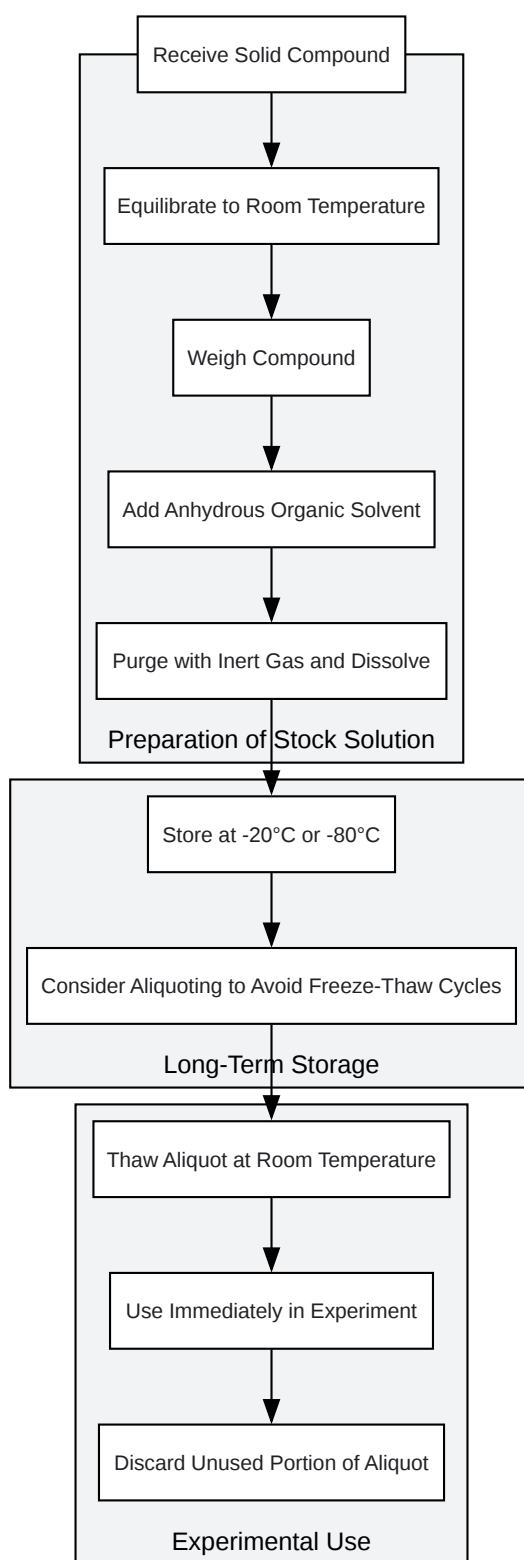 Receive Solid Compound
Equilibrate to Room Temperature
Weigh Compound
Add Anhydrous Organic Solvent
Purge with Inert Gas and Dissolve
Preparation of Stock Solution
Store at -20°C or -80°C
Consider Aliquoting to Avoid Freeze-Thaw Cycles
Long-Term Storage
Thaw Aliquot at Room Temperature
Use Immediately in Experiment
Discard Unused Portion of Aliquot
Experimental Use